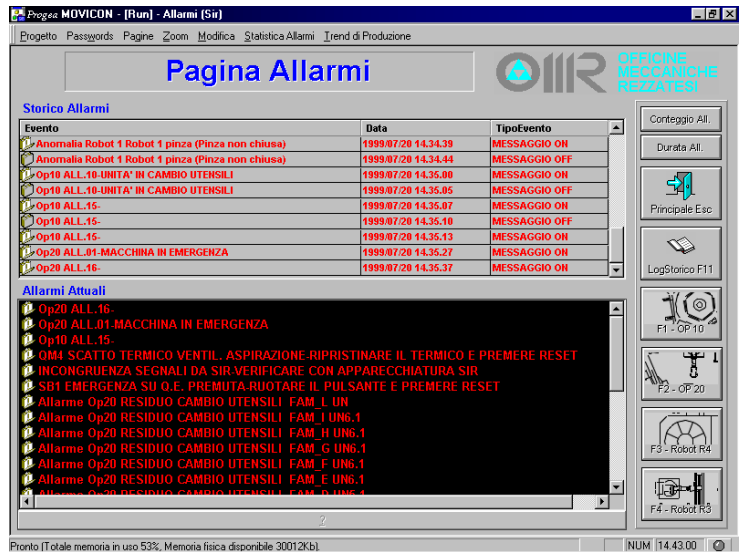 Progea MOVICON - [Run] - Allarmi (Sir)
Progetto Passwords Pagine Zoom Modifica Statistica Allarmi Trend di Produzione
Pagina Allarmi
OMR
OFFICINE
MECCANICHE
REZZATESI
Storico Allarmi
Evento Data TipoEvento
Anomalia Robot 1 Robot 1 pinza (Pinza non chiusa) 1999/07/20 14.34.39 MESSAGGIO ON
Anomalia Robot 1 Robot 1 pinza (Pinza non chiusa) 1999/07/20 14.34.44 MESSAGGIO OFF
Op10 ALL.10-UNITA' IN CAMBIO UTENSILI 1999/07/20 14.35.00 MESSAGGIO ON
Op10 ALL.10-UNITA' IN CAMBIO UTENSILI 1999/07/20 14.35.05 MESSAGGIO OFF
Op10 ALL.15- 1999/07/20 14.35.07 MESSAGGIO ON
Op10 ALL.15- 1999/07/20 14.35.10 MESSAGGIO OFF
Op10 ALL.15- 1999/07/20 14.35.13 MESSAGGIO ON
Op20 ALL.01-MACCHINA IN EMERGENZA 1999/07/20 14.35.27 MESSAGGIO ON
Op20 ALL.16- 1999/07/20 14.35.37 MESSAGGIO ON
Allarmi Attuali
Op20 ALL.16-
Op20 ALL.01-MACCHINA IN EMERGENZA
Op10 ALL.15-
QM4 SCATTO TERMICO VENTIL. ASPIRAZIONE-RIPRISTINARE IL TERMICO E PREMERE RESET
INCONGRUENZA SEGNALI DA SIR-VERIFICARE CON APPARECCHIATURA SIR
SB1 EMERGENZA SU Q.E. PREMUTA-RUOTARE IL PULSANTE E PREMERE RESET
Allarme Op20 RESIDUO CAMBIO UTENSILI FAM_L UN
Allarme Op20 RESIDUO CAMBIO UTENSILI FAM_I UN6.1
Allarme Op20 RESIDUO CAMBIO UTENSILI FAM_H UN6.1
Allarme Op20 RESIDUO CAMBIO UTENSILI FAM_G UN6.1
Allarme Op20 RESIDUO CAMBIO UTENSILI FAM_F UN6.1
Allarme Op20 RESIDUO CAMBIO UTENSILI FAM_E UN6.1
Allarme Op20 RESIDUO CAMBIO UTENSILI FAM_D UN6.1
?
Conteggio All.
Durata All.
Principale Esc
LogStorico F11
F1 - OP 10
F2 - OP 20
F3 - Robot R4
F4 - Robot R3
Pronto (Totale memoria in uso 53%, Memoria fisica disponibile 30012Kb). NUM 14.43.00